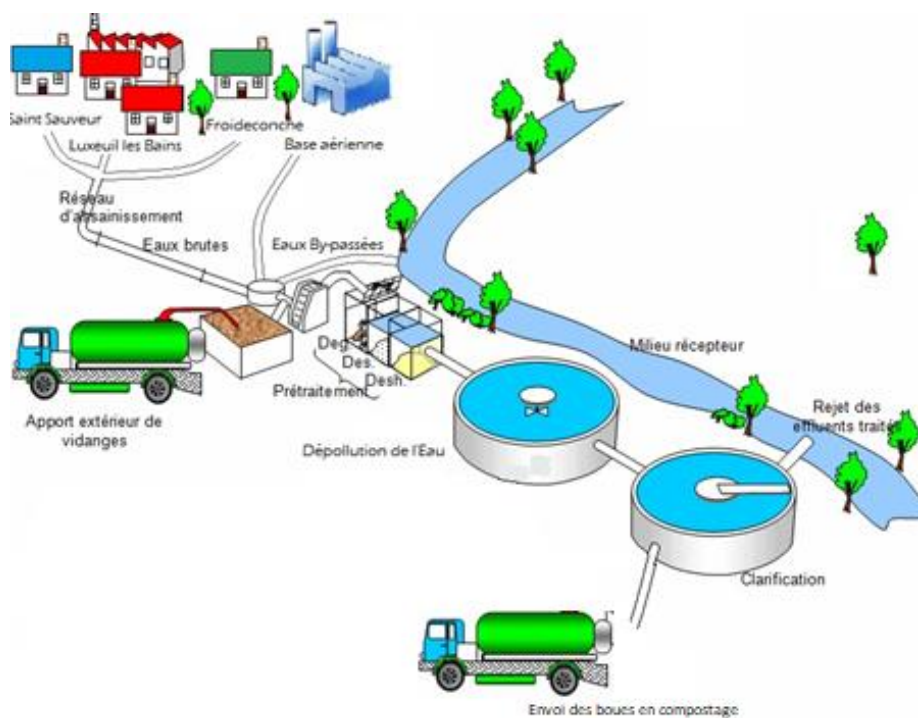 Saint Sauveur
Luxeuil les Bains
Froideconche
Base aérienne
Réseau
d'assainissement
Eaux brutes
Eaux By-passées
Deg.
Des.
Desh.
Prétraitement
Milieu récepteur
Apport extérieur de
vidanges
Dépollution de l'Eau
Rejet des
effluents traités
Clarification
Envoi des boues en compostage